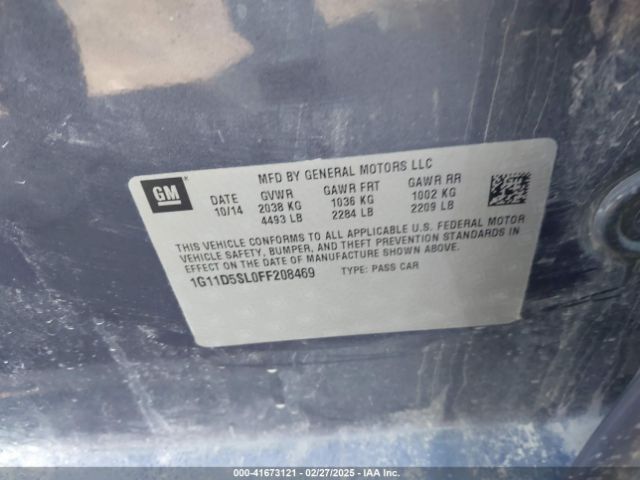 GM
MFD BY GENERAL MOTORS LLC
DATE GVWR GAWR FRT GAWR RR
10/14 2038 KG 1036 KG 1002 KG
4493 LB 2284 LB 2209 LB
THIS VEHICLE CONFORMS TO ALL APPLICABLE U.S. FEDERAL MOTOR
VEHICLE SAFETY, BUMPER, AND THEFT PREVENTION STANDARDS IN
EFFECT ON THE DATE OF MANUFACTURE SHOWN ABOVE.
1G11D5SL0FF208469 TYPE: PASS CAR
000-41673121 - 02/27/2025 - IAA Inc.